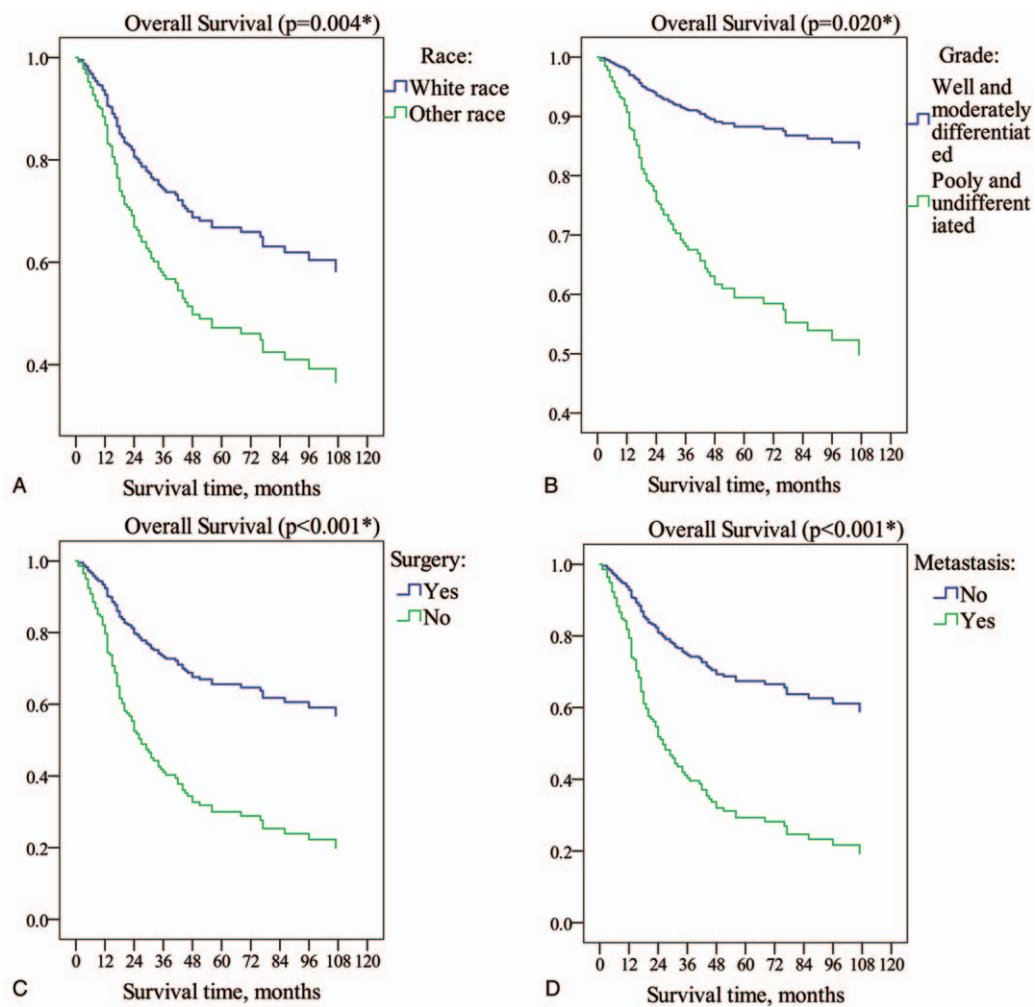 Overall Survival (p=0.004*)
Race:
White race
Other race
1.0
0.8
0.6
0.4
0 12 24 36 48 60 72 84 96 108 120
A
Survival time, months
Overall Survival (p=0.020*)
Grade:
Well and
moderately
differentiat
ed
Pooly and
undifferent
iated
1.0
0.9
0.8
0.7
0.6
0.5
0.4
0 12 24 36 48 60 72 84 96 108 120
B
Survival time, months
Overall Survival (p<0.001*)
Surgery:
Yes
No
1.0
0.8
0.6
0.4
0.2
0.0
0 12 24 36 48 60 72 84 96 108 120
C
Survival time, months
Overall Survival (p<0.001*)
Metastasis:
No
Yes
1.0
0.8
0.6
0.4
0.2
0.0
0 12 24 36 48 60 72 84 96 108 120
D
Survival time, months